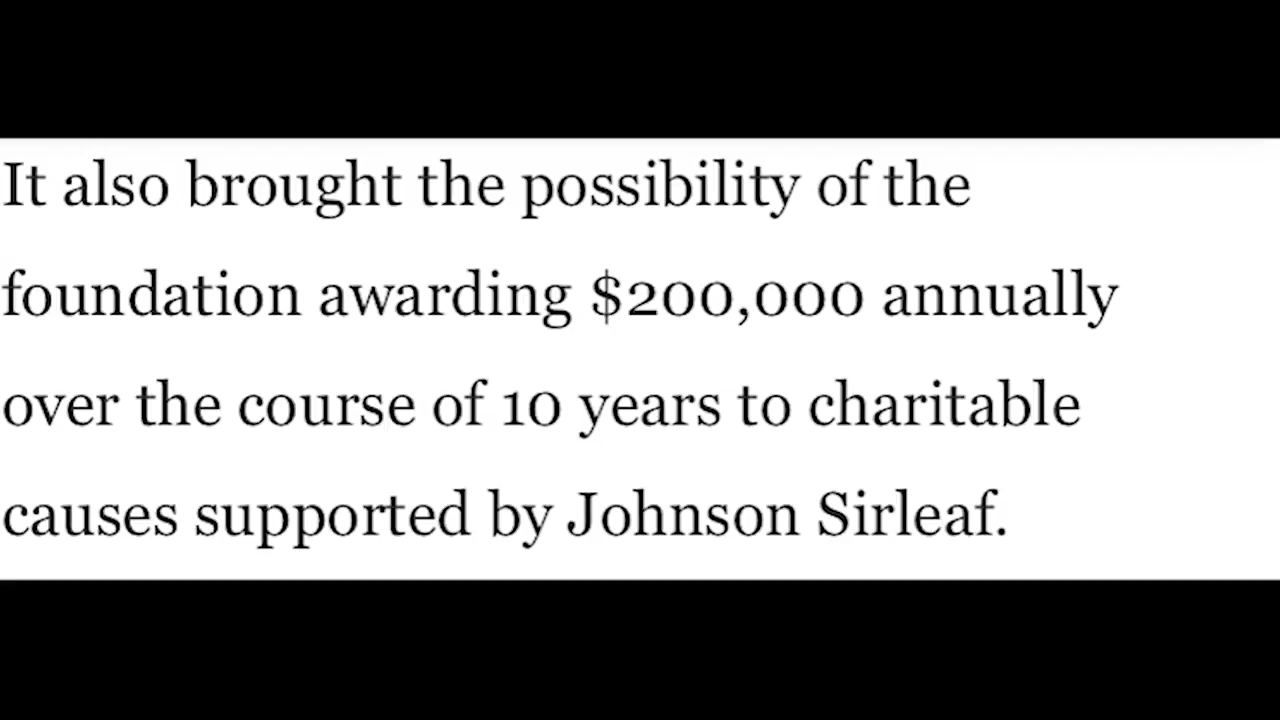 It also brought the possibility of the
foundation awarding $200,000 annually
over the course of 10 years to charitable
causes supported by Johnson Sirleaf.